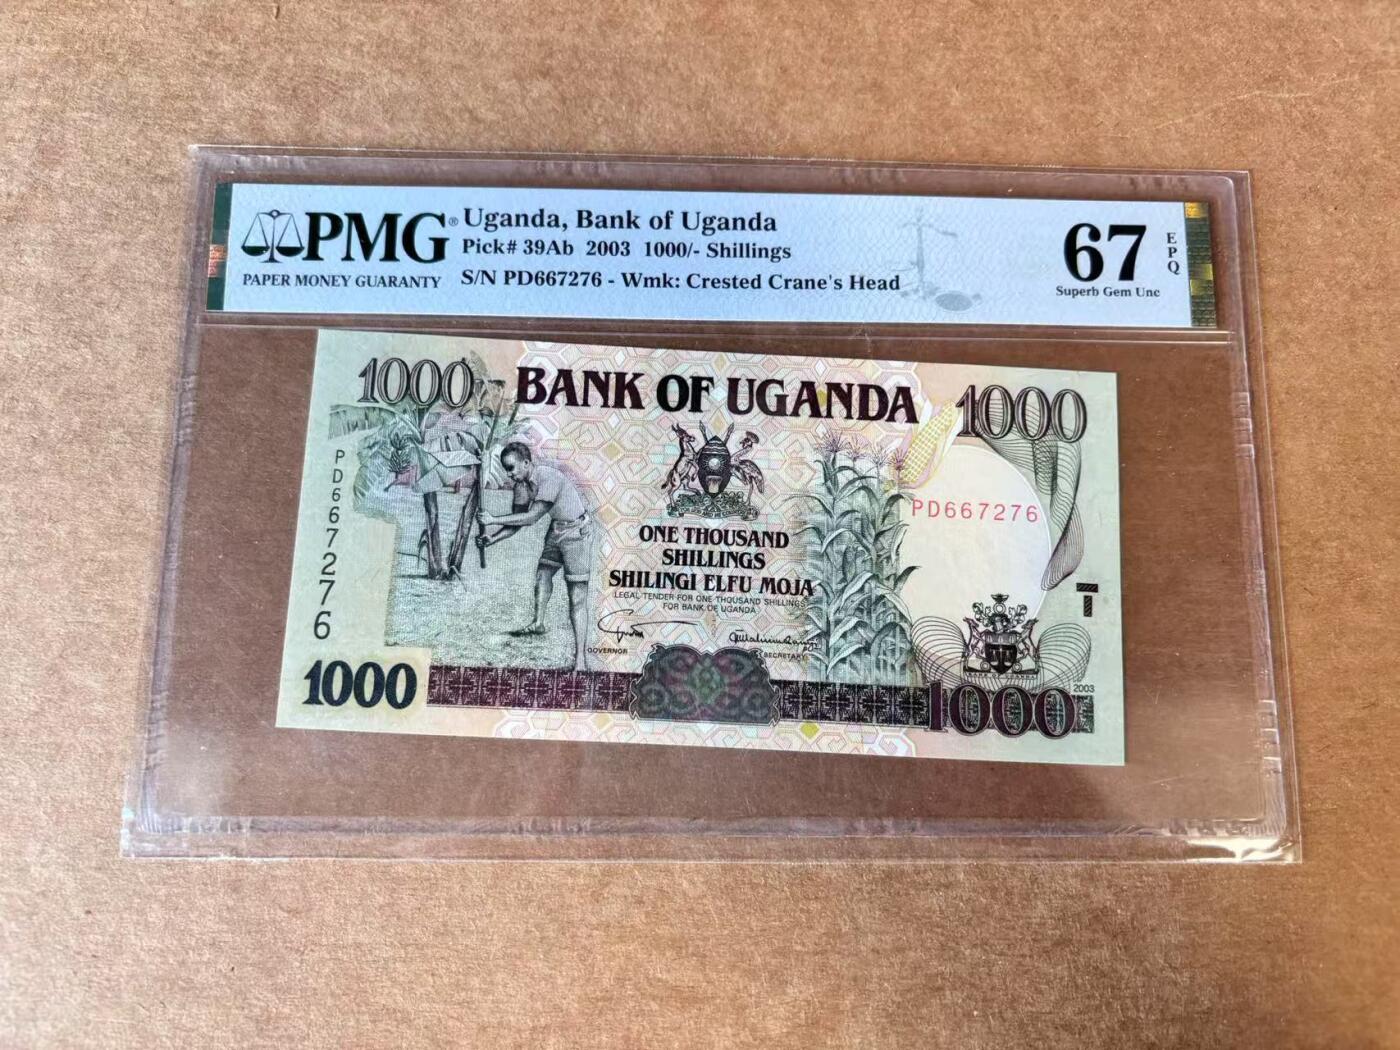 PMG®
PAPER MONEY GUARANTY
Uganda, Bank of Uganda
Pick# 39Ab 2003 1000/- Shillings
S/N PD667276 - Wmk: Crested Crane's Head
67
EPQ
Superb Gem Unc
1000
BANK OF UGANDA
1000
PD667276
PD667276
ONE THOUSAND
SHILLINGS
SHILINGI ELFU MOJA
LEGAL TENDER FOR ONE THOUSAND SHILLINGS
FOR BANK OF UGANDA
GOVERNOR
SECRETARY
2003
1000
1000